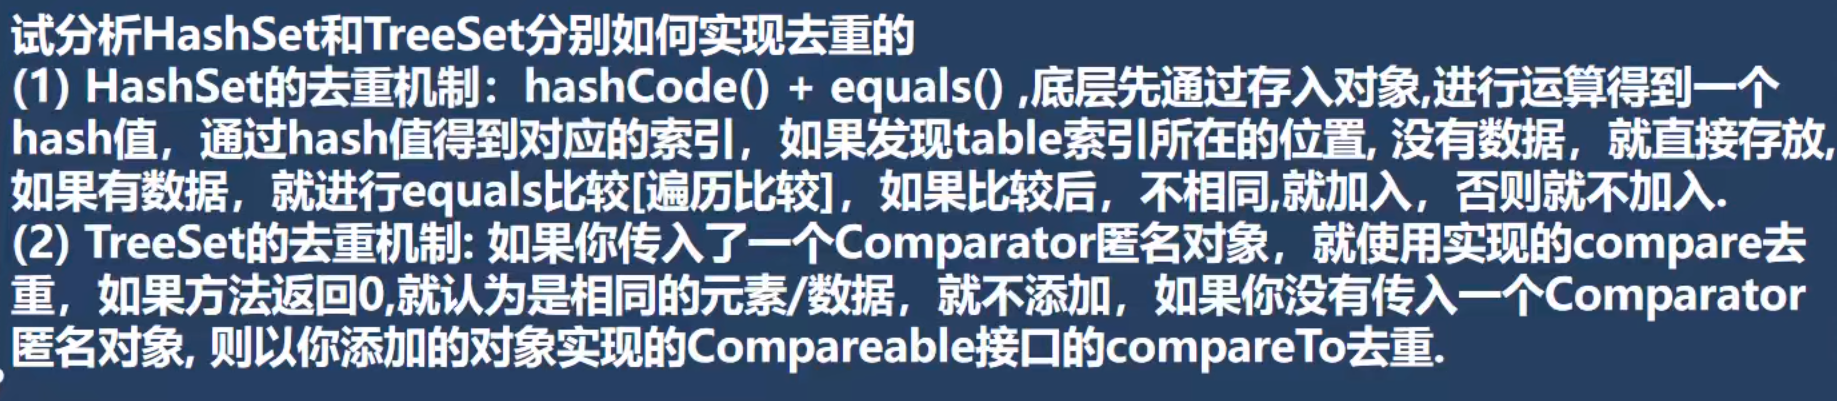 试分析HashSet和TreeSet分别如何实现去重的
(1) HashSet的去重机制：hashCode() + equals() ,底层先通过存入对象,进行运算得到一个
hash值，通过hash值得到对应的索引，如果发现table索引所在的位置, 没有数据，就直接存放,
如果有数据，就进行equals比较[遍历比较]，如果比较后，不相同,就加入，否则就不加入.
(2) TreeSet的去重机制: 如果你传入了一个Comparator匿名对象，就使用实现的compare去
重，如果方法返回0,就认为是相同的元素/数据，就不添加，如果你没有传入一个Comparator
匿名对象, 则以你添加的对象实现的Compareable接口的compareTo去重.